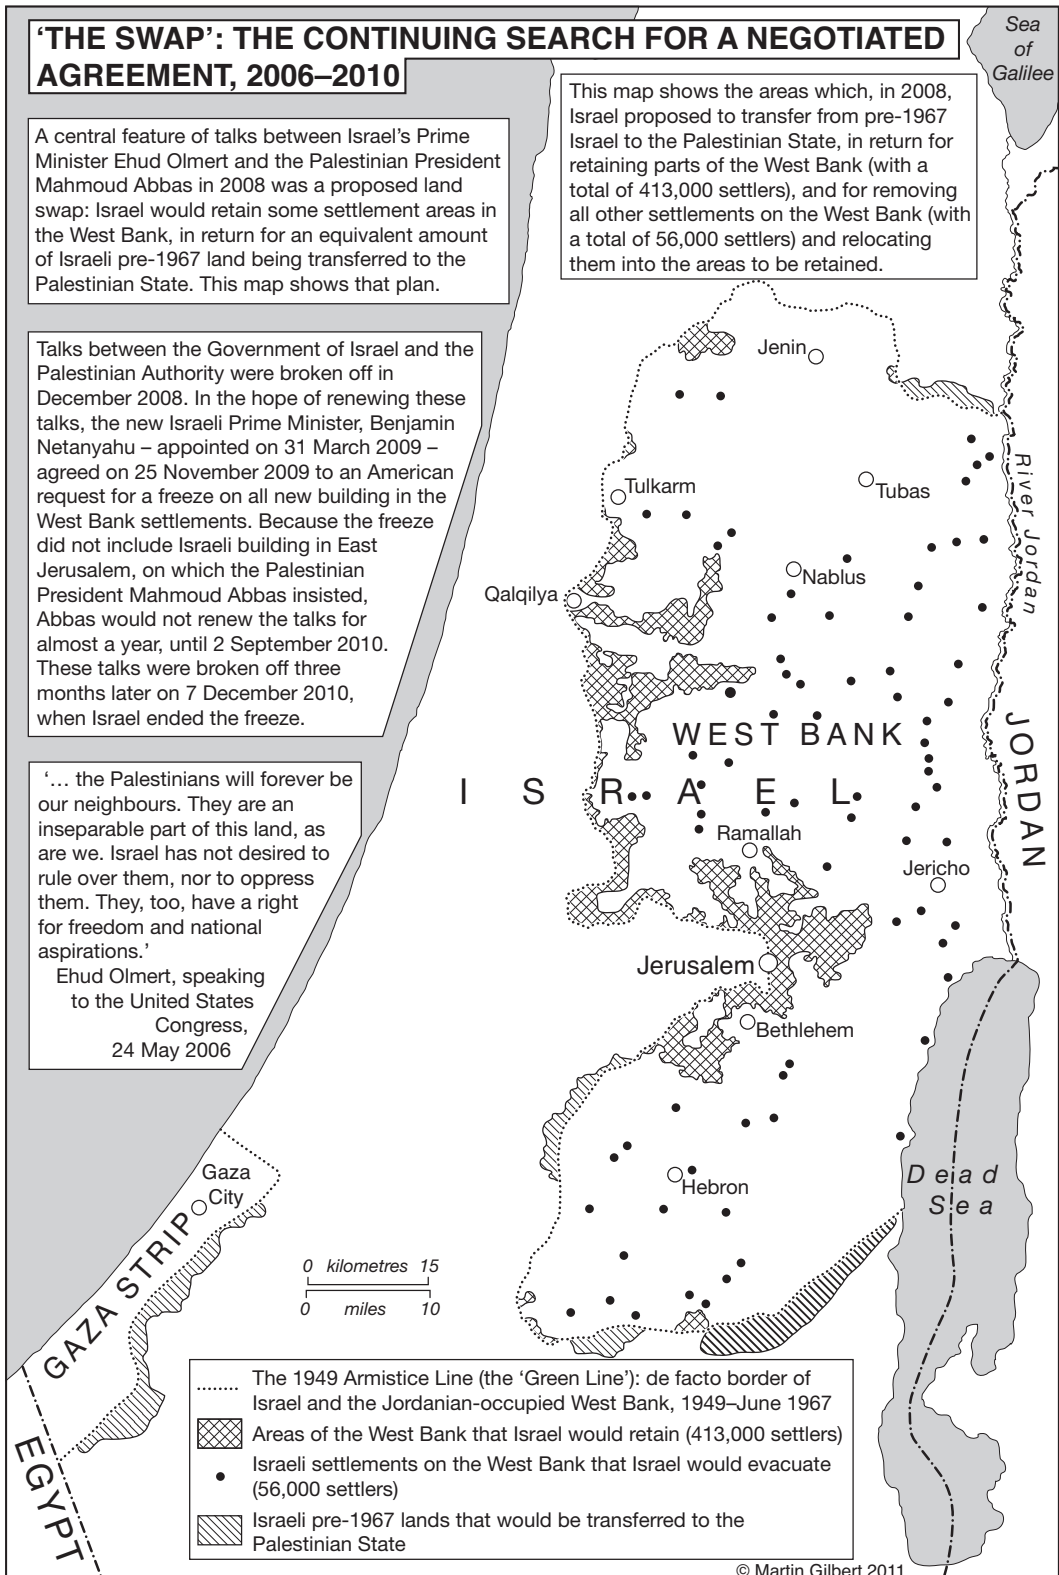 ‘THE SWAP’: THE CONTINUING SEARCH FOR A NEGOTIATED
AGREEMENT, 2006–2010
A central feature of talks between Israel’s Prime
Minister Ehud Olmert and the Palestinian President
Mahmoud Abbas in 2008 was a proposed land
swap: Israel would retain some settlement areas in
the West Bank, in return for an equivalent amount
of Israeli pre-1967 land being transferred to the
Palestinian State. This map shows that plan.
This map shows the areas which, in 2008,
Israel proposed to transfer from pre-1967
Israel to the Palestinian State, in return for
retaining parts of the West Bank (with a
total of 413,000 settlers), and for removing
all other settlements on the West Bank (with
a total of 56,000 settlers) and relocating
them into the areas to be retained.
Sea
of
Galilee
Talks between the Government of Israel and the
Palestinian Authority were broken off in
December 2008. In the hope of renewing these
talks, the new Israeli Prime Minister, Benjamin
Netanyahu – appointed on 31 March 2009 –
agreed on 25 November 2009 to an American
request for a freeze on all new building in the
West Bank settlements. Because the freeze
did not include Israeli building in East
Jerusalem, on which the Palestinian
President Mahmoud Abbas insisted,
Abbas would not renew the talks for
almost a year, until 2 September 2010.
These talks were broken off three
months later on 7 December 2010,
when Israel ended the freeze.
‘… the Palestinians will forever be
our neighbours. They are an
inseparable part of this land, as
are we. Israel has not desired to
rule over them, nor to oppress
them. They, too, have a right
for freedom and national
aspirations.’
Ehud Olmert, speaking
to the United States
Congress,
24 May 2006
Jenin
Tulkarm
Tubas
River Jordan
Nablus
Qalqilya
WEST BANK
JORDAN
ISRAEL
Ramallah
Jericho
Jerusalem
Bethlehem
Hebron
Dead
Sea
Gaza
City
GAZA STRIP
EGYPT
0 kilometres 15
0 miles 10
The 1949 Armistice Line (the ‘Green Line’): de facto border of
Israel and the Jordanian-occupied West Bank, 1949–June 1967
Areas of the West Bank that Israel would retain (413,000 settlers)
Israeli settlements on the West Bank that Israel would evacuate
(56,000 settlers)
Israeli pre-1967 lands that would be transferred to the
Palestinian State
© Martin Gilbert 2011